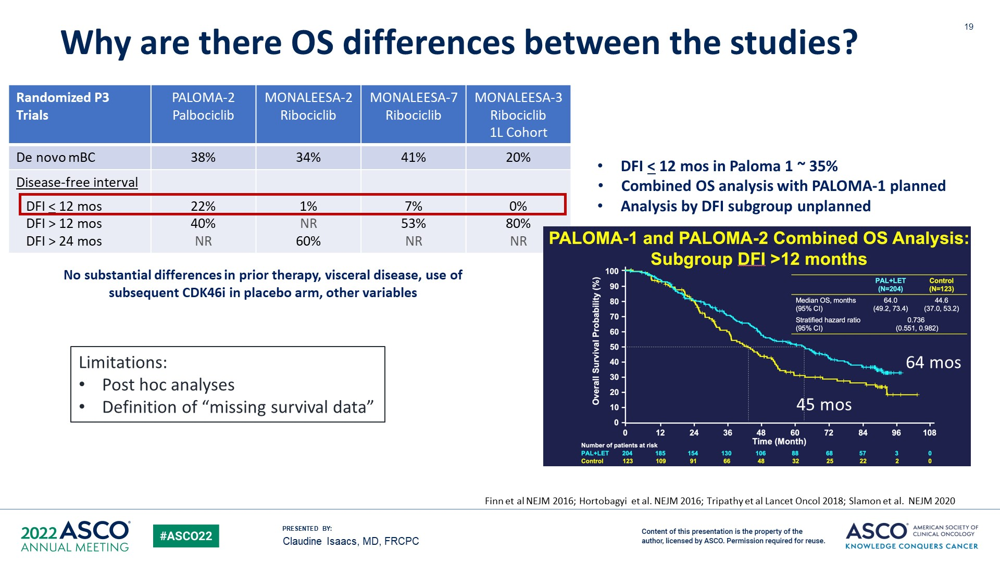 19
Why are there OS differences between the studies?
Randomized P3 Trials
PALOMA-2 Palbociclib
MONALEESA-2 Ribociclib
MONALEESA-7 Ribociclib
MONALEESA-3 Ribociclib 1L Cohort
De novo mBC 38% 34% 41% 20%
Disease-free interval
DFI < 12 mos 22% 1% 7% 0%
DFI > 12 mos 40% NR 53% 80%
DFI > 24 mos NR 60% NR NR
No substantial differences in prior therapy, visceral disease, use of
subsequent CDK46i in placebo arm, other variables
Limitations:
• Post hoc analyses
• Definition of “missing survival data”
• DFI < 12 mos in Paloma 1 ~ 35%
• Combined OS analysis with PALOMA-1 planned
• Analysis by DFI subgroup unplanned
PALOMA-1 and PALOMA-2 Combined OS Analysis:
Subgroup DFI >12 months
Overall Survival Probability (%)
100
90
80
70
60
50
40
30
20
10
0
PAL+LET (N=204)
Control (N=123)
Median OS, months (95% CI)
64.0 (49.2, 73.4)
44.6 (37.0, 53.2)
Stratified hazard ratio (95% CI)
0.736 (0.551, 0.982)
64 mos
45 mos
0 12 24 36 48 60 72 84 96 108
Time (Month)
Number of patients at risk
PAL+LET 204 185 154 130 106 88 68 57 3 0
Control 123 109 91 66 48 32 25 22 2 0
Finn et al NEJM 2016; Hortobagyi et al. NEJM 2016; Tripathy et al Lancet Oncol 2018; Slamon et al. NEJM 2020
2022 ASCO®
ANNUAL MEETING
#ASCO22
PRESENTED BY:
Claudine Isaacs, MD, FRCPC
Content of this presentation is the property of the
author, licensed by ASCO. Permission required for reuse.
ASCO® AMERICAN SOCIETY OF
CLINICAL ONCOLOGY
KNOWLEDGE CONQUERS CANCER